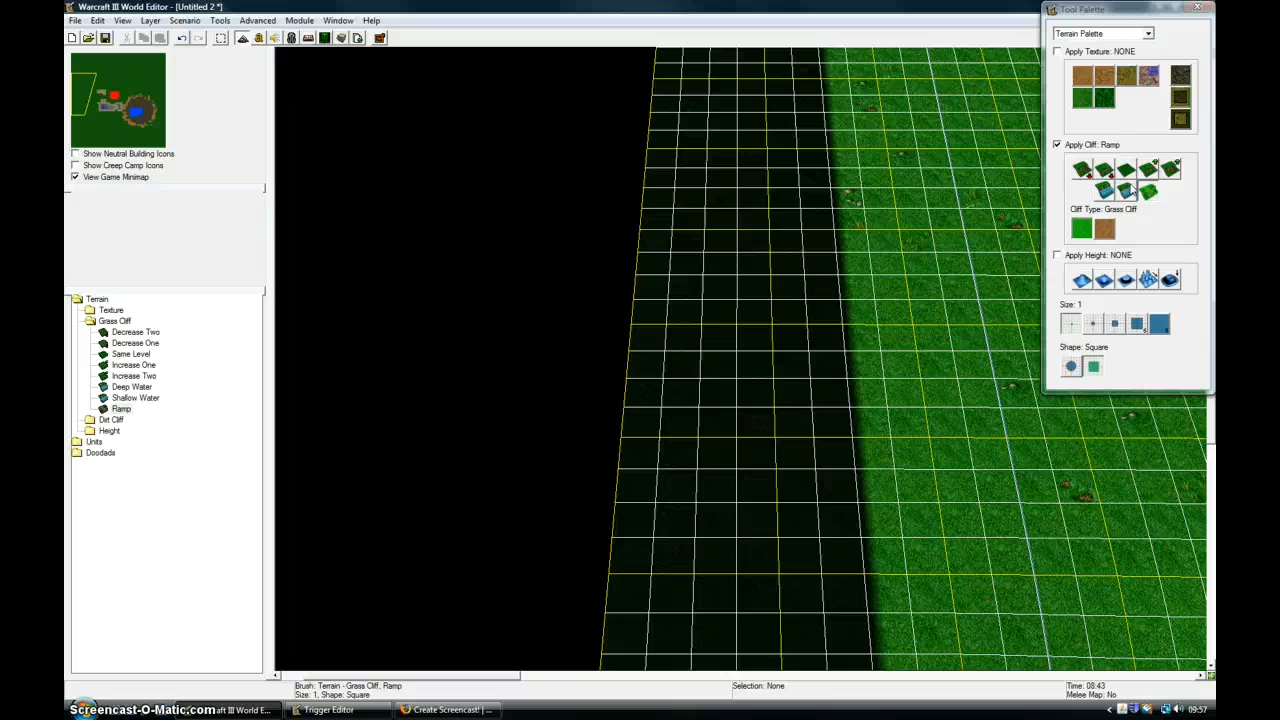 Warcraft III World Editor - [Untitled 2 *]
File Edit View Layer Scenario Tools Advanced Module Window Help
Tool Palette
Terrain Palette
Apply Texture: NONE
Apply Cliff: Ramp
Cliff Type: Grass Cliff
Apply Height: NONE
Size: 1
Shape: Square
Show Neutral Building Icons
Show Creep Camp Icons
View Game Minimap
Terrain
Texture
Grass Cliff
Decrease Two
Decrease One
Same Level
Increase One
Increase Two
Deep Water
Shallow Water
Ramp
Dirt Cliff
Height
Units
Doodads
Brush: Terrain - Grass Cliff, Ramp
Size: 1, Shape: Square
Selection: None
Time: 08:43
Melee Map: No
Screencast-O-Matic.com
raft III World E...
Trigger Editor
Create Screencast! | ...
09:57